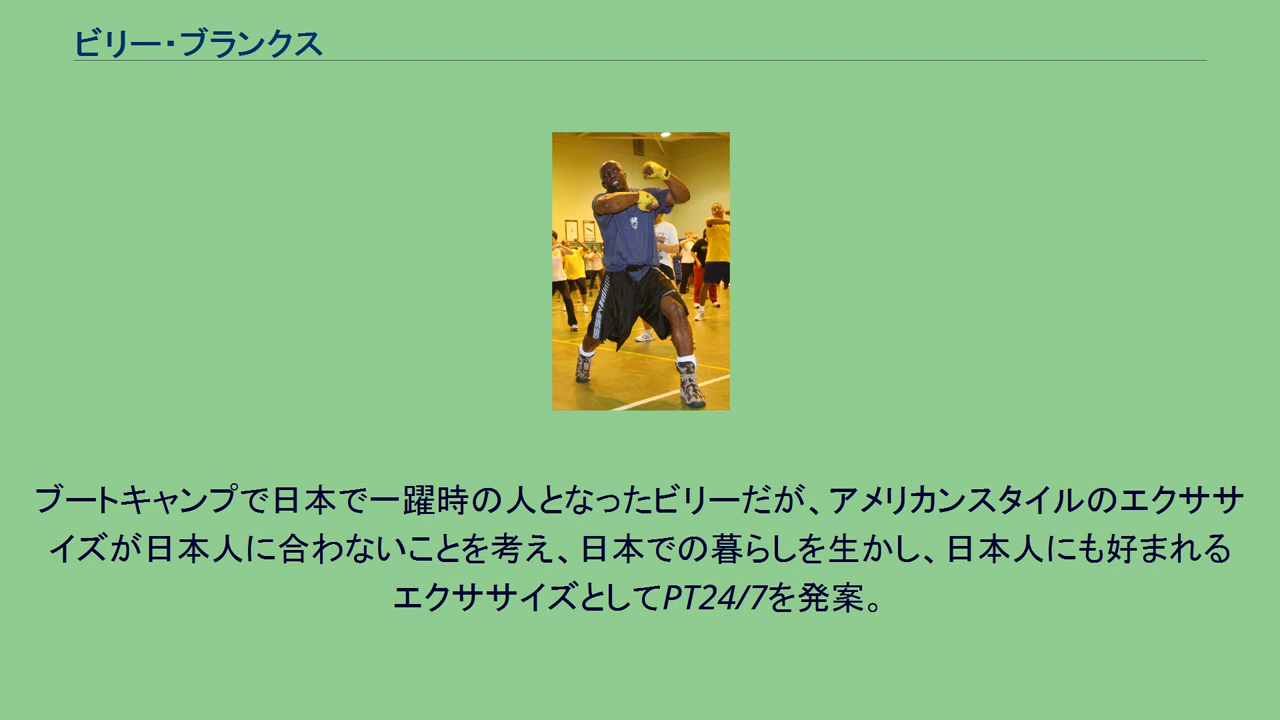 ビリー・ブランクス
ブートキャンプで日本で一躍時の人となったビリーだが、アメリカンスタイルのエクササ
イズが日本人に合わないことを考え、日本での暮らしを生かし、日本人にも好まれる
エクササイズとしてPT24/7を発案。